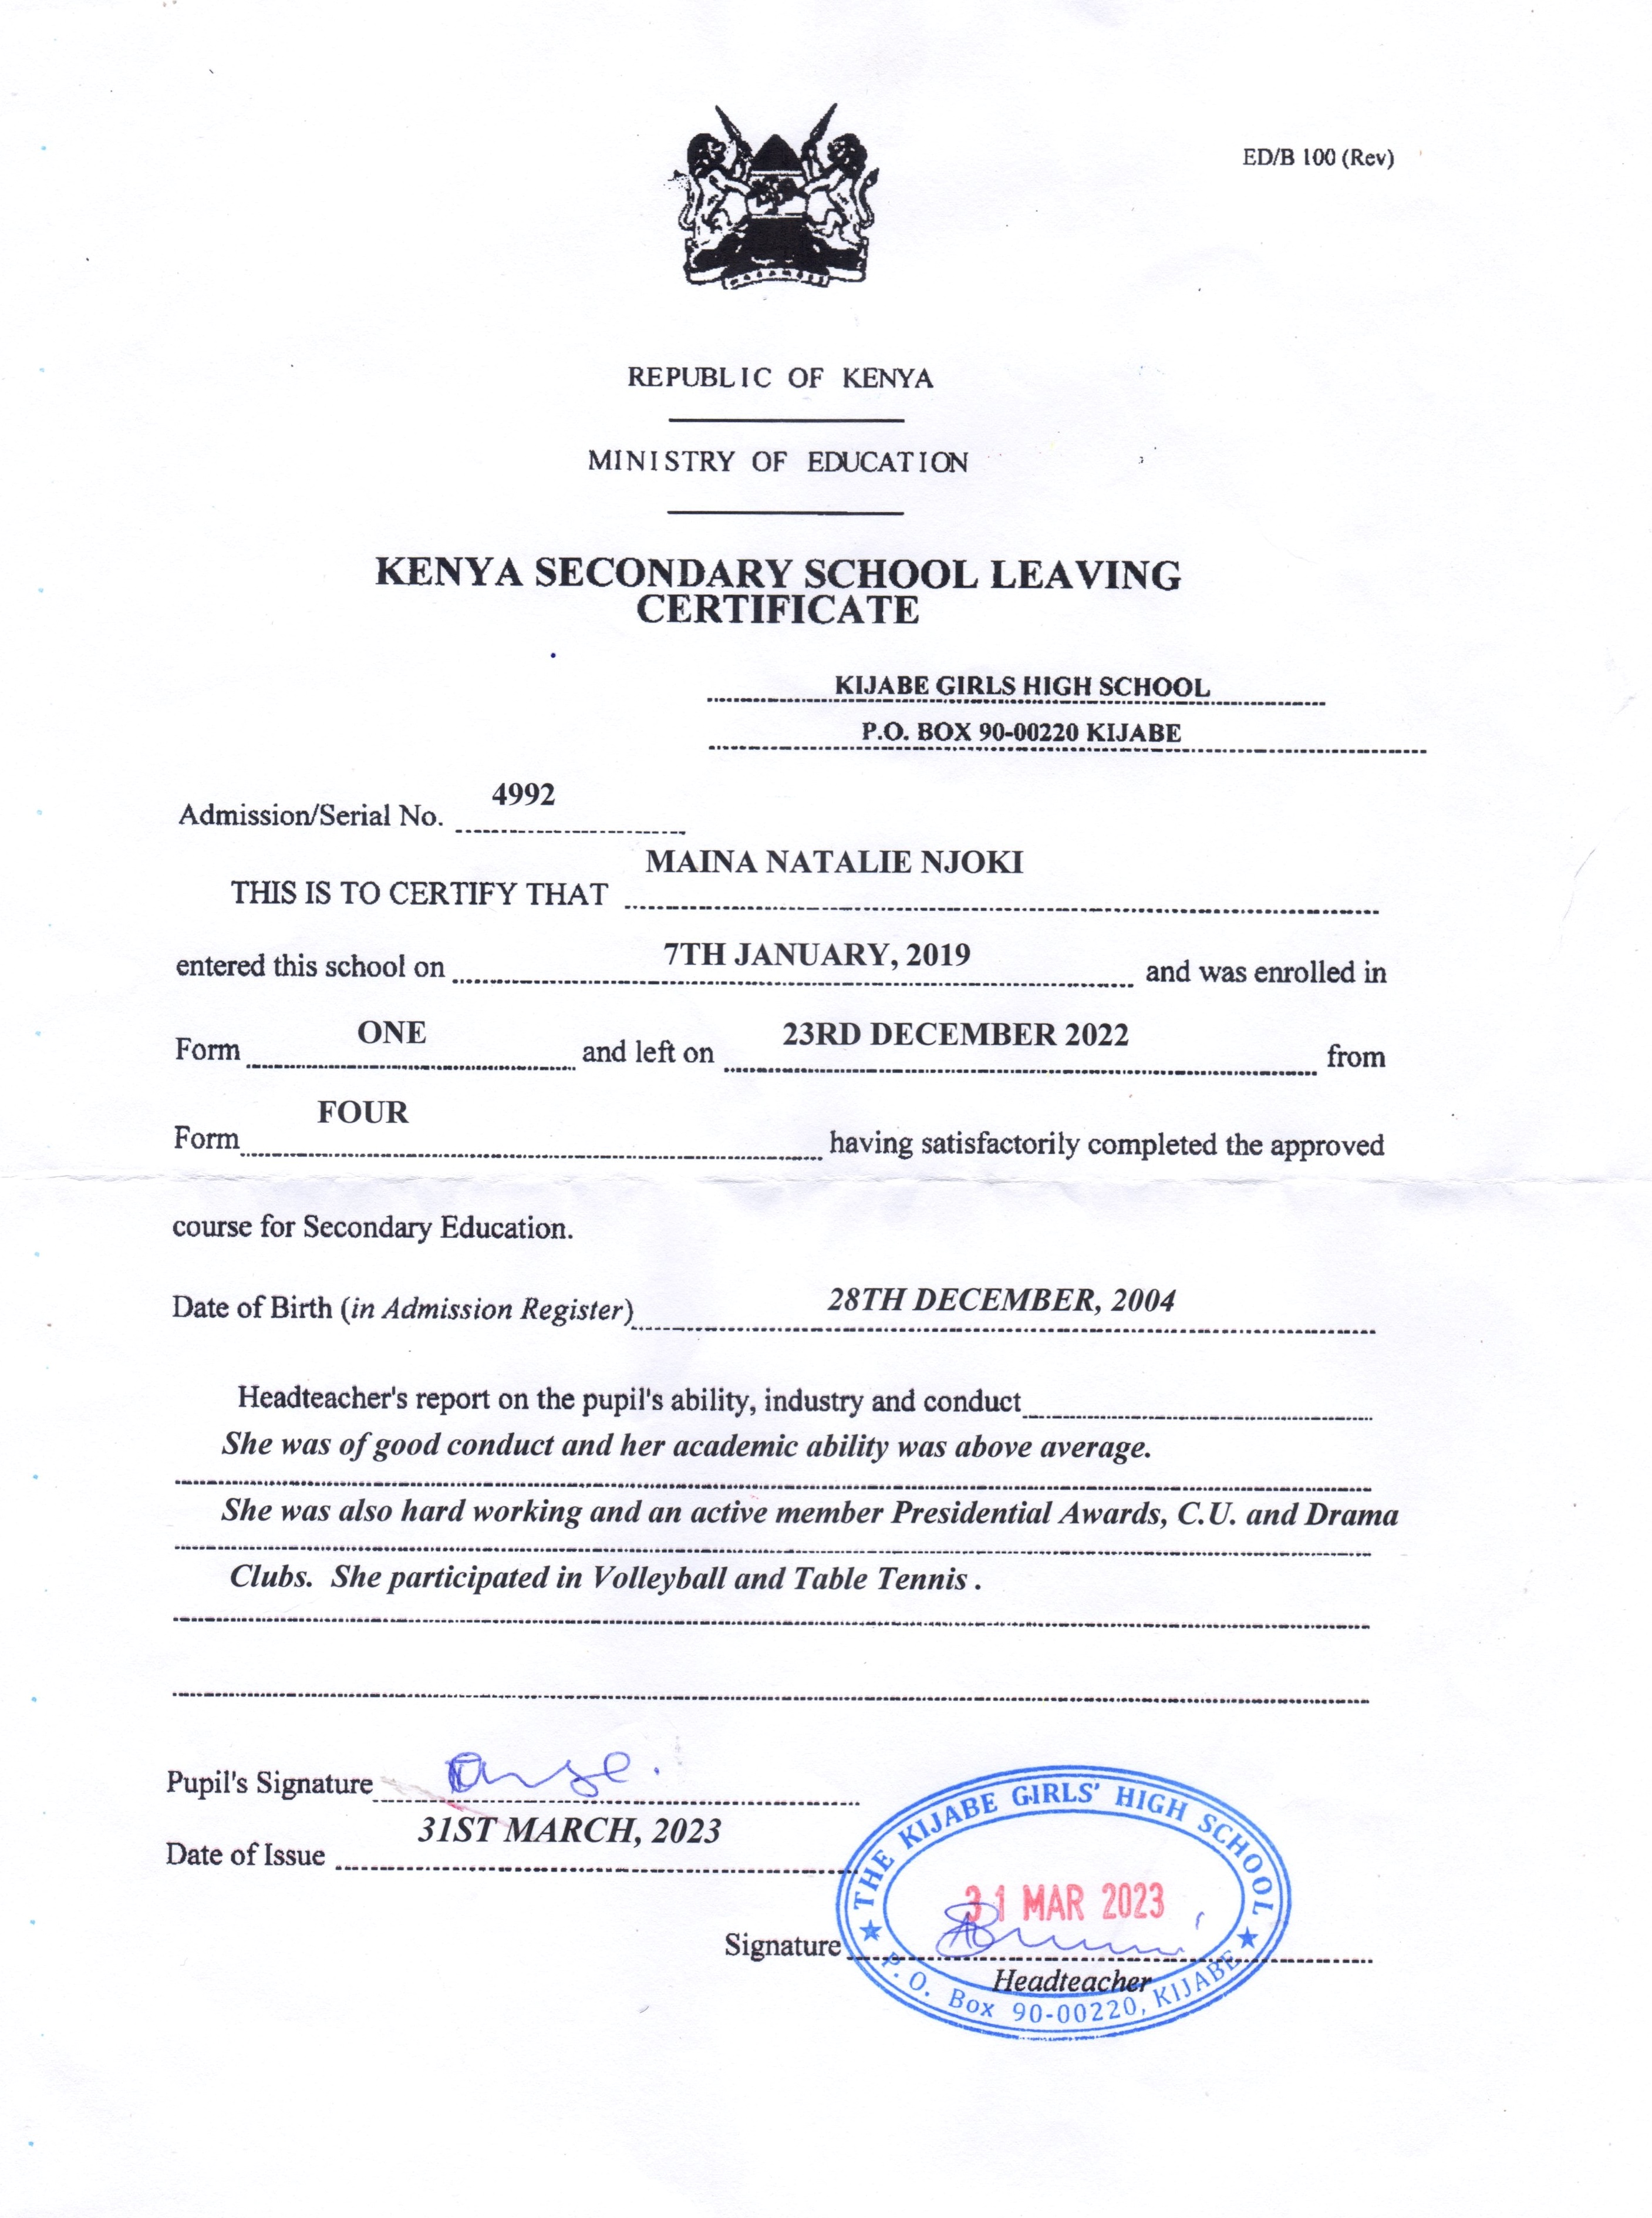 ED/B 100 (Rev)
REPUBLIC OF KENYA
MINISTRY OF EDUCATION
KENYA SECONDARY SCHOOL LEAVING
CERTIFICATE
KIJABE GIRLS HIGH SCHOOL
P.O. BOX 90-00220 KIJABE
Admission/Serial No. 4992
THIS IS TO CERTIFY THAT MAINA NATALIE NJOKI
entered this school on 7TH JANUARY, 2019 and was enrolled in
Form ONE and left on 23RD DECEMBER 2022 from
Form FOUR having satisfactorily completed the approved
course for Secondary Education.
Date of Birth (in Admission Register) 28TH DECEMBER, 2004
Headteacher's report on the pupil's ability, industry and conduct
She was of good conduct and her academic ability was above average.
She was also hard working and an active member Presidential Awards, C.U. and Drama
Clubs. She participated in Volleyball and Table Tennis .
Pupil's Signature
Date of Issue 31ST MARCH, 2023
THE KIJABE GIRLS' HIGH SCHOOL
31 MAR 2023
Signature
Headteacher
P. O. Box 90-00220, KIJABE